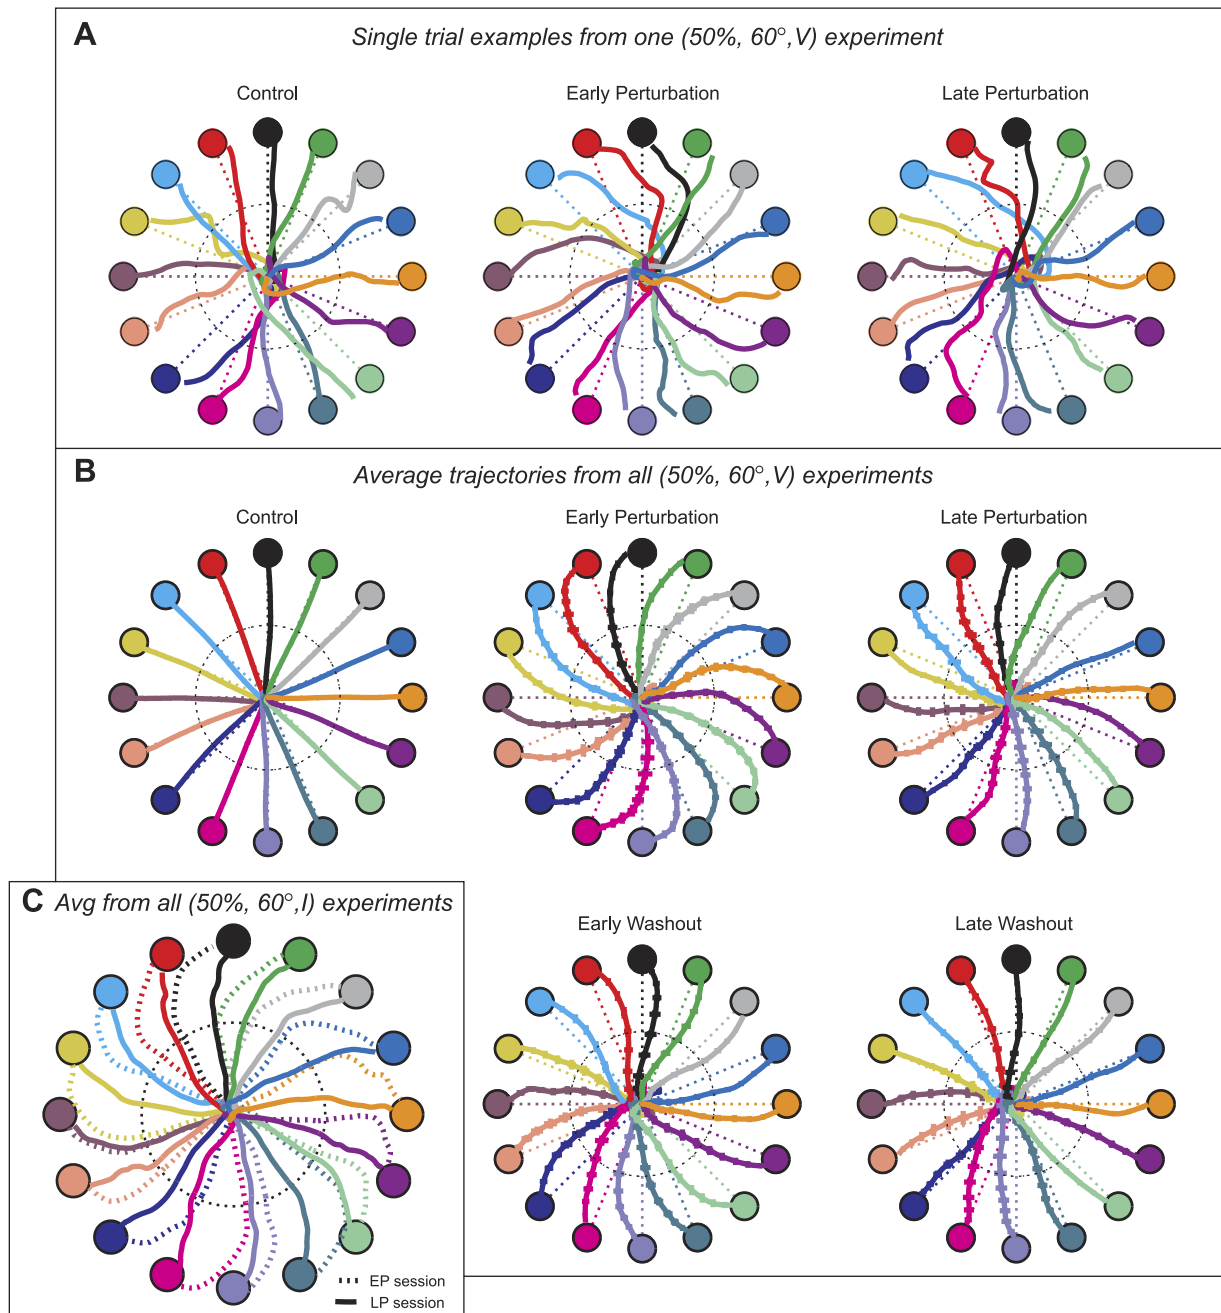 A
Single trial examples from one (50%, 60°,V) experiment
Control
Early Perturbation
Late Perturbation
B
Average trajectories from all (50%, 60°,V) experiments
Control
Early Perturbation
Late Perturbation
C Avg from all (50%, 60°,I) experiments
Early Washout
Late Washout
EP session
LP session